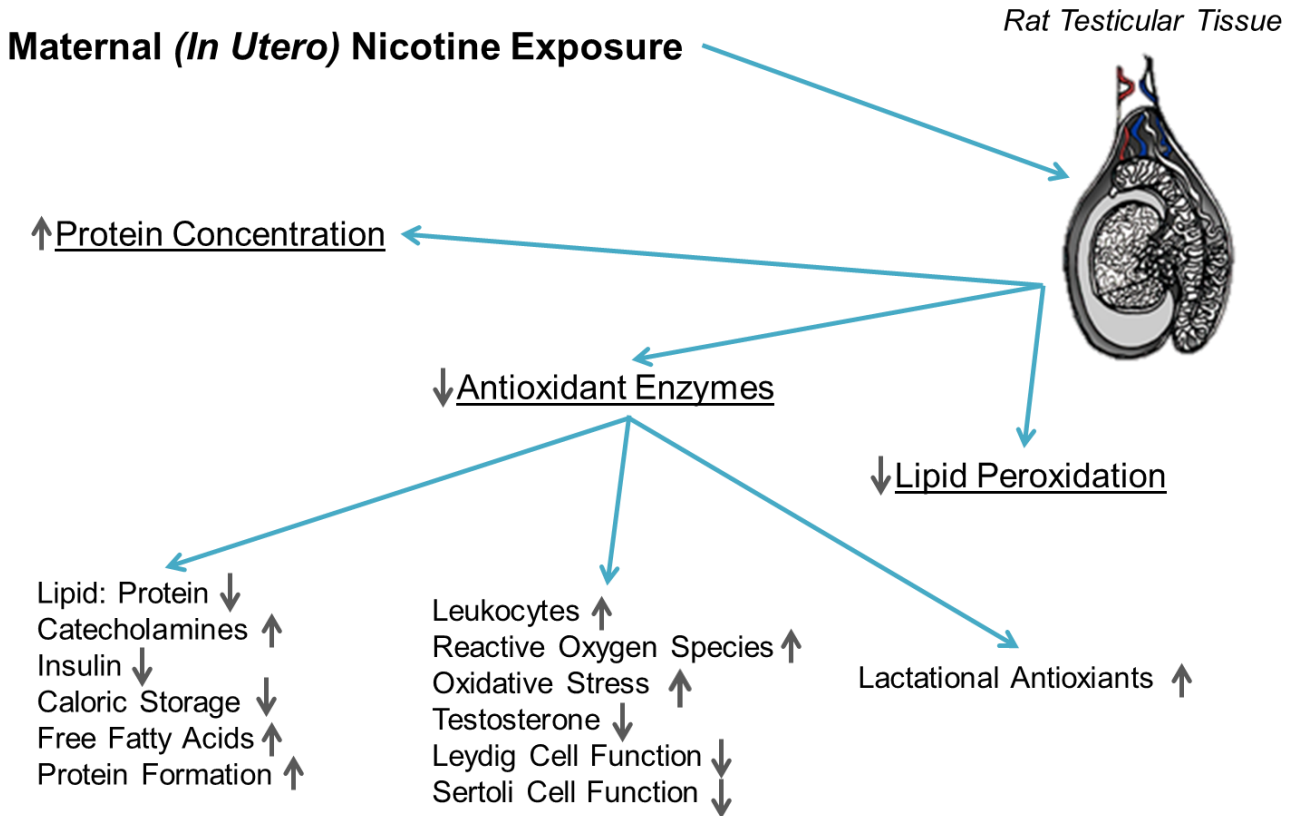 Rat Testicular Tissue
Maternal (In Utero) Nicotine Exposure
↑Protein Concentration
↓Antioxidant Enzymes
↓Lipid Peroxidation
Lipid: Protein ↓
Catecholamines ↑
Insulin ↓
Caloric Storage ↓
Free Fatty Acids ↑
Protein Formation ↑
Leukocytes ↑
Reactive Oxygen Species ↑
Oxidative Stress ↑
Testosterone ↓
Leydig Cell Function ↓
Sertoli Cell Function ↓
Lactational Antioxiants ↑